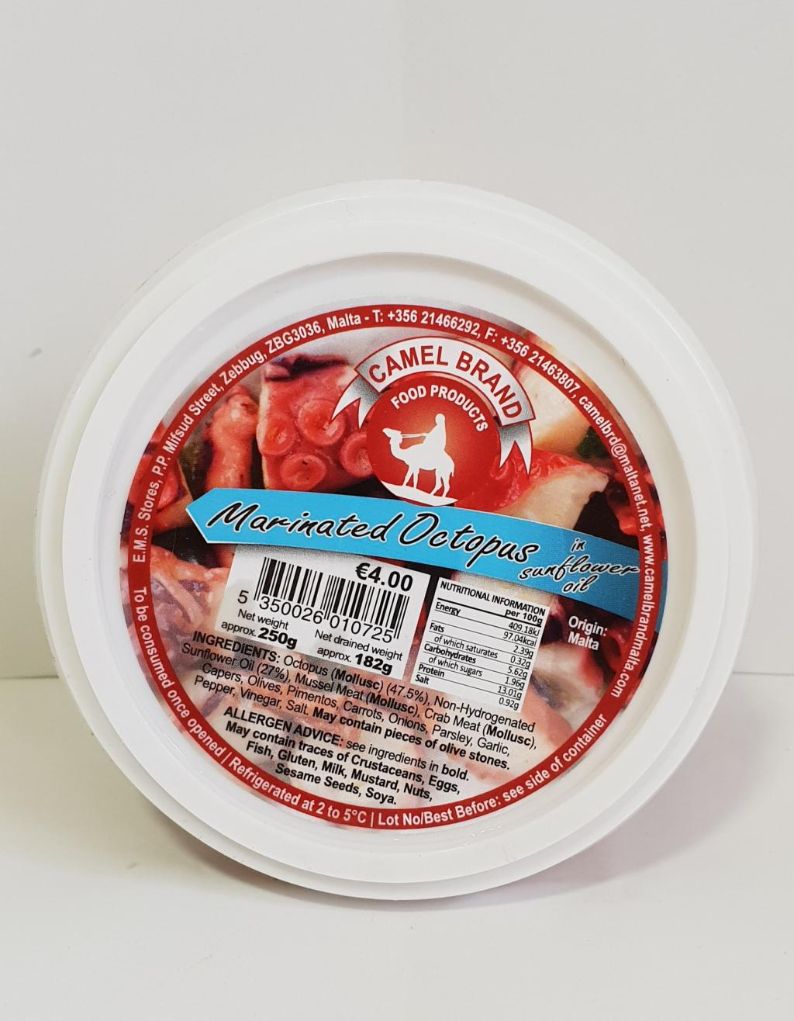 E.M.S. Stores, P.P. Mifsud Street, Zebbug, ZBG3036, Malta - T: +356 21466292, F: +356 21463807, camelbrd@maltanet.net, www.camelbrandmalta.com
CAMEL BRAND
FOOD PRODUCTS
Marinated Octopus
in
sunflower
oil
€4.00
5 350026 010725
Net weight
approx. 250g
Net drained weight
approx. 182g
NUTRITIONAL INFORMATION
per 100g
Energy 409.18kJ
97.04kcal
Fats 2.39g
of which saturates 0.32g
Carbohydrates 5.62g
of which sugars 1.96g
Protein 13.01g
Salt 0.92g
Origin:
Malta
INGREDIENTS: Octopus (Mollusc) (47.5%), Non-Hydrogenated
Sunflower Oil (27%), Mussel Meat (Mollusc), Crab Meat (Mollusc),
Capers, Olives, Pimentos, Carrots, Onions, Parsley, Garlic,
Pepper, Vinegar, Salt. May contain pieces of olive stones.
ALLERGEN ADVICE: see ingredients in bold.
May contain traces of Crustaceans, Eggs,
Fish, Gluten, Milk, Mustard, Nuts,
Sesame Seeds, Soya.
To be consumed once opened | Refrigerated at 2 to 5°C | Lot No/Best Before: see side of container